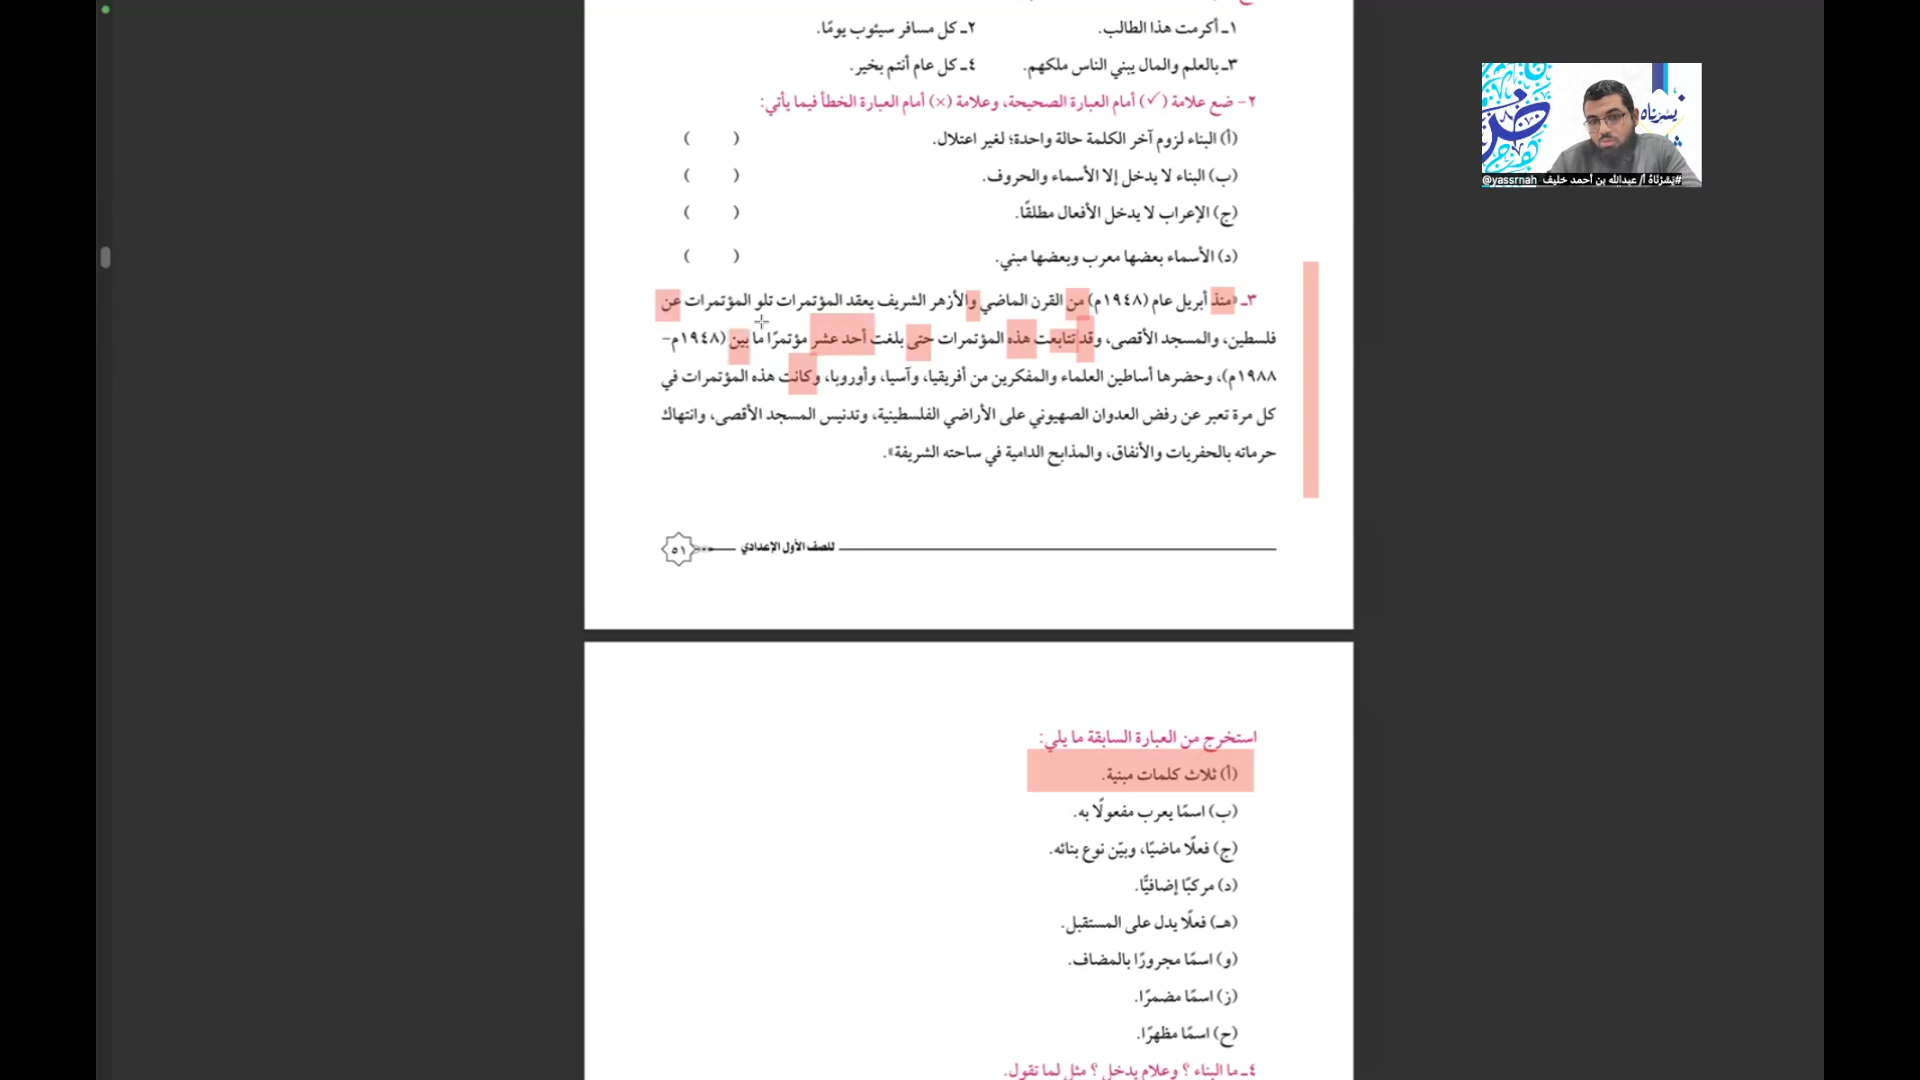 ١ـ أكرمت هذا الطالب. ٢ـ كل مسافر سيئوب يومًا.
٣ـ بالعلم والمال يبني الناس ملكهم. ٤ـ كل عام أنتم بخير.
٢- ضع علامة (✓) أمام العبارة الصحيحة، وعلامة (×) أمام العبارة الخطأ فيما يأتي:
(أ) البناء لزوم آخر الكلمة حالة واحدة؛ لغير اعتلال. ( )
(ب) البناء لا يدخل إلا الأسماء والحروف. ( )
(ج) الإعراب لا يدخل الأفعال مطلقًا. ( )
(د) الأسماء بعضها معرب وبعضها مبني. ( )
٣ـ «منذ أبريل عام (١٩٤٨م) من القرن الماضي والأزهر الشريف يعقد المؤتمرات تلو المؤتمرات عن
فلسطين، والمسجد الأقصى، وقد تتابعت هذه المؤتمرات حتى بلغت أحد عشر مؤتمرًا ما بين (١٩٤٨م-
١٩٨٨م)، وحضرها أساطين العلماء والمفكرين من أفريقيا، وآسيا، وأوروبا، وكانت هذه المؤتمرات في
كل مرة تعبر عن رفض العدوان الصهيوني على الأراضي الفلسطينية، وتدنيس المسجد الأقصى، وانتهاك
حرماته بالحفريات والأنفاق، والمذابح الدامية في ساحته الشريفة».
للصف الأول الإعدادي ٥١
استخرج من العبارة السابقة ما يلي:
(أ) ثلاث كلمات مبنية.
(ب) اسمًا يعرب مفعولًا به.
(ج) فعلًا ماضيًا، وبيّن نوع بنائه.
(د) مركبًا إضافيًّا.
(هـ) فعلًا يدل على المستقبل.
(و) اسمًا مجرورًا بالمضاف.
(ز) اسمًا مضمرًا.
(ح) اسمًا مظهرًا.
٤ـ ما البناء ؟ وعلام يدخل ؟ مثل لما تقول.
يسرناه
#يَسَّرْنَاهُ أ/ عبدالله بن أحمد خليف @yassrnah